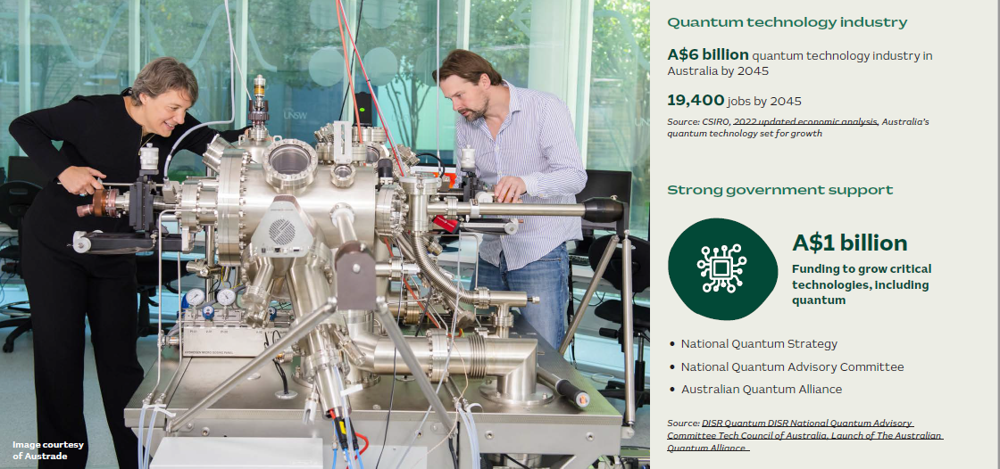 Quantum technology industry
A$6 billion quantum technology industry in
Australia by 2045
19,400 jobs by 2045
Source: CSIRO, 2022 updated economic analysis, Australia's
quantum technology set for growth
Strong government support
A$1 billion
Funding to grow critical
technologies, including
quantum
• National Quantum Strategy
• National Quantum Advisory Committee
• Australian Quantum Alliance
Source: DISR Quantum DISR National Quantum Advisory
Committee Tech Council of Australia, Launch of The Australian
Quantum Alliance
UNSW
Image courtesy
of Austrade